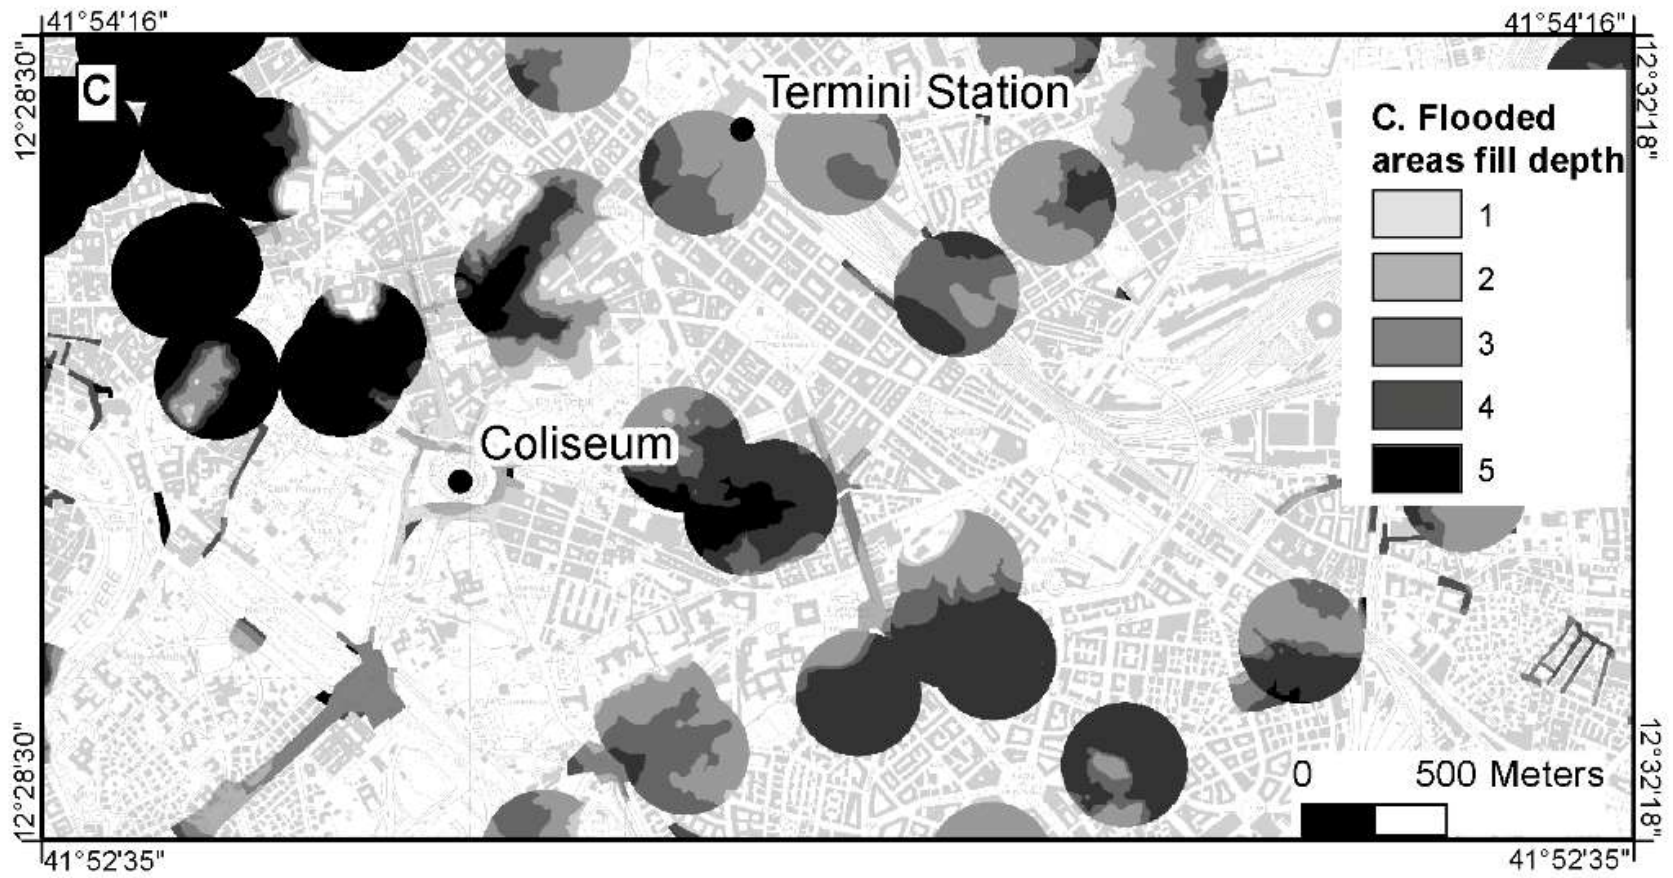 41°54'16"
41°54'16"
12°28'30"
12°32'18"
C
Termini Station
C. Flooded
areas fill depth
1
2
3
4
5
Coliseum
TEVERE
12°28'30"
12°32'18"
0 500 Meters
41°52'35"
41°52'35"